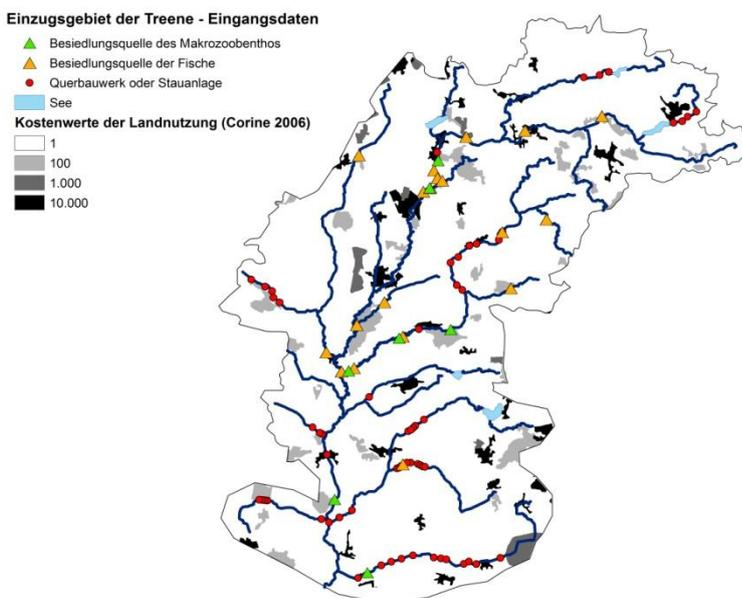 Einzugsgebiet der Treene - Eingangsdaten
Besiedlungsquelle des Makrozoobenthos
Besiedlungsquelle der Fische
Querbauwerk oder Stauanlage
See
Kostenwerte der Landnutzung (Corine 2006)
1
100
1.000
10.000